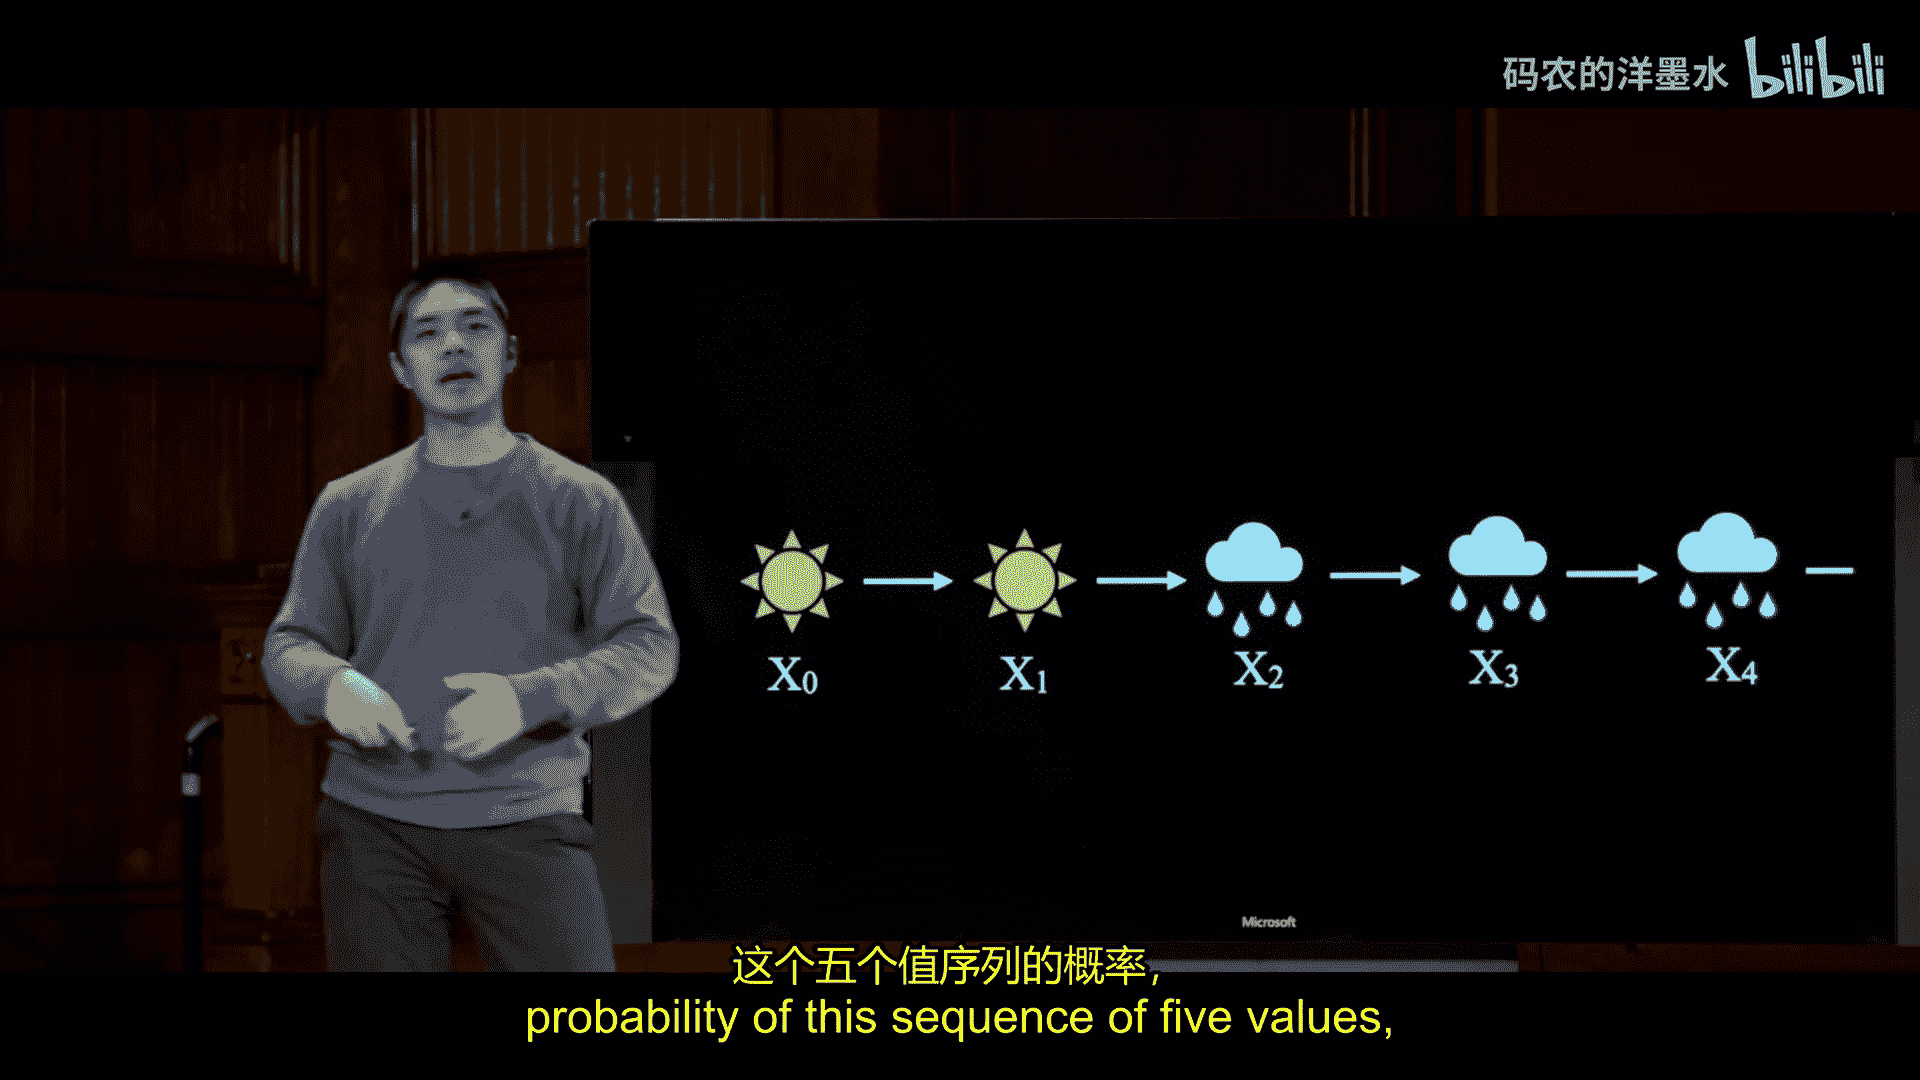 码农的洋墨水 bilibili
X0 X1 X2 X3 X4
Microsoft
这个五个值序列的概率,
probability of this sequence of five values,